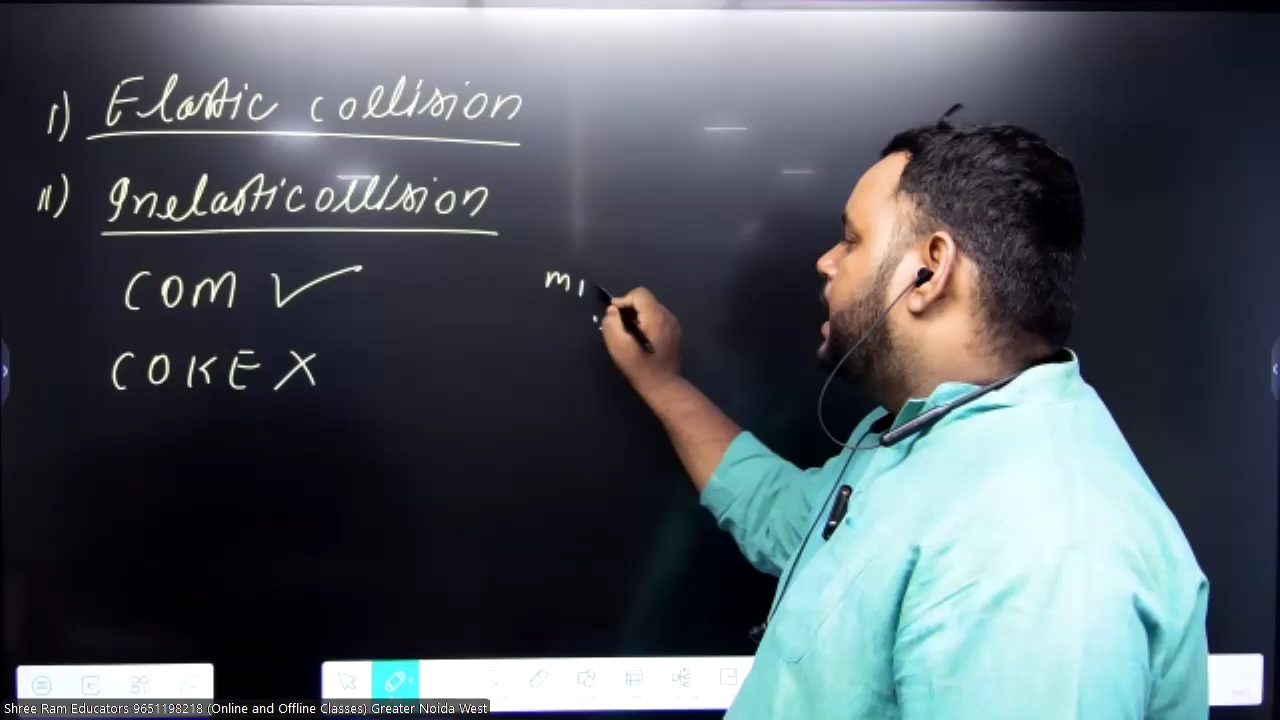 I) Elastic collision
II) Inelastic collision
COM ✓
COKE X
m1
Shree Ram Educators 9651198218 (Online and Offline Classes) Greater Noida West